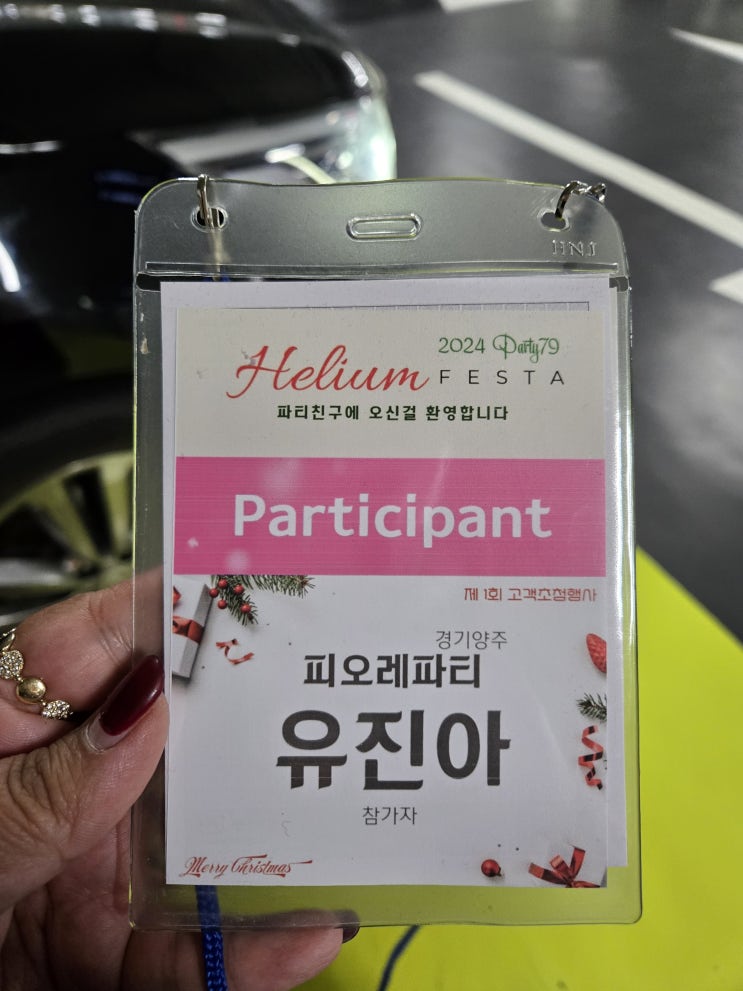 HNJ
2024 Party79
Helium FESTA
파티친구에 오신걸 환영합니다
Participant
제 1회 고객초청행사
경기양주
피오레파티
유진아
참가자
Merry Christmas